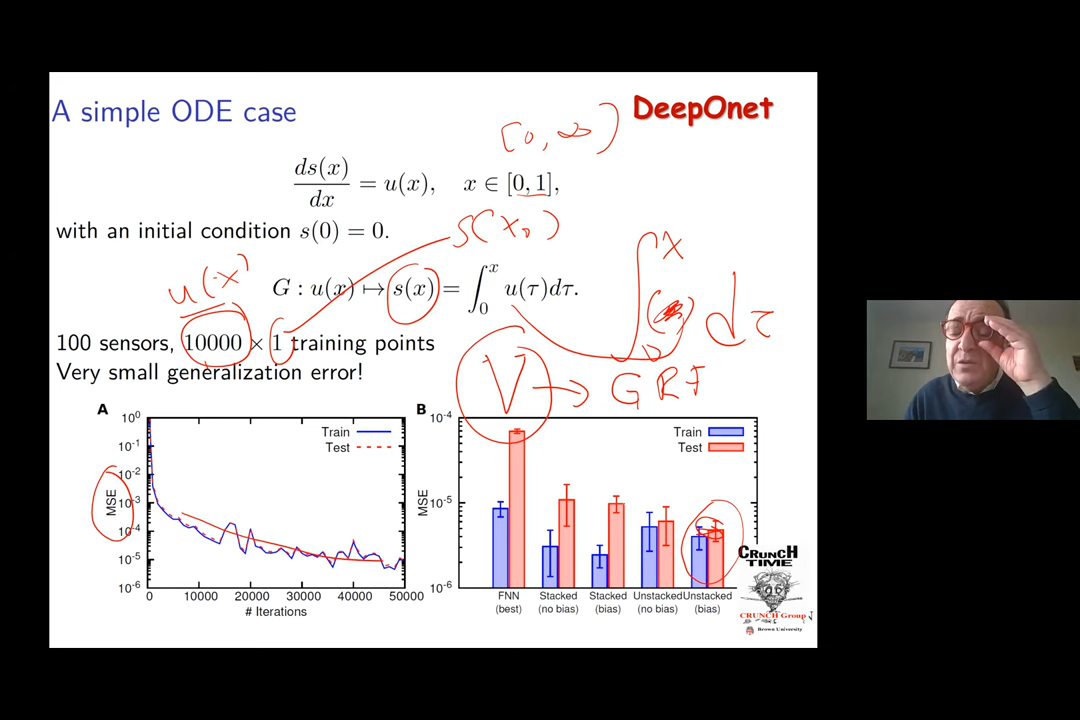 A simple ODE case
DeepOnet
[0, ∞)
ds(x)/dx = u(x), x ∈ [0, 1],
with an initial condition s(0) = 0.
s(x₀)
u(x)
G : u(x) ↦ s(x) = ∫₀ˣ u(τ)dτ.
∫ x
dτ
100 sensors, 10000 × 1 training points
Very small generalization error!
V → GRF
A
10⁰
10⁻¹
10⁻²
10⁻³
10⁻⁴
10⁻⁵
10⁻⁶
MSE
Train
Test
0 10000 20000 30000 40000 50000
# Iterations
B
10⁻⁴
10⁻⁵
10⁻⁶
MSE
Train
Test
FNN (best)
Stacked (no bias)
Stacked (bias)
Unstacked (no bias)
Unstacked (bias)
CRUNCH
TIME
CRUNCH Group
Brown University